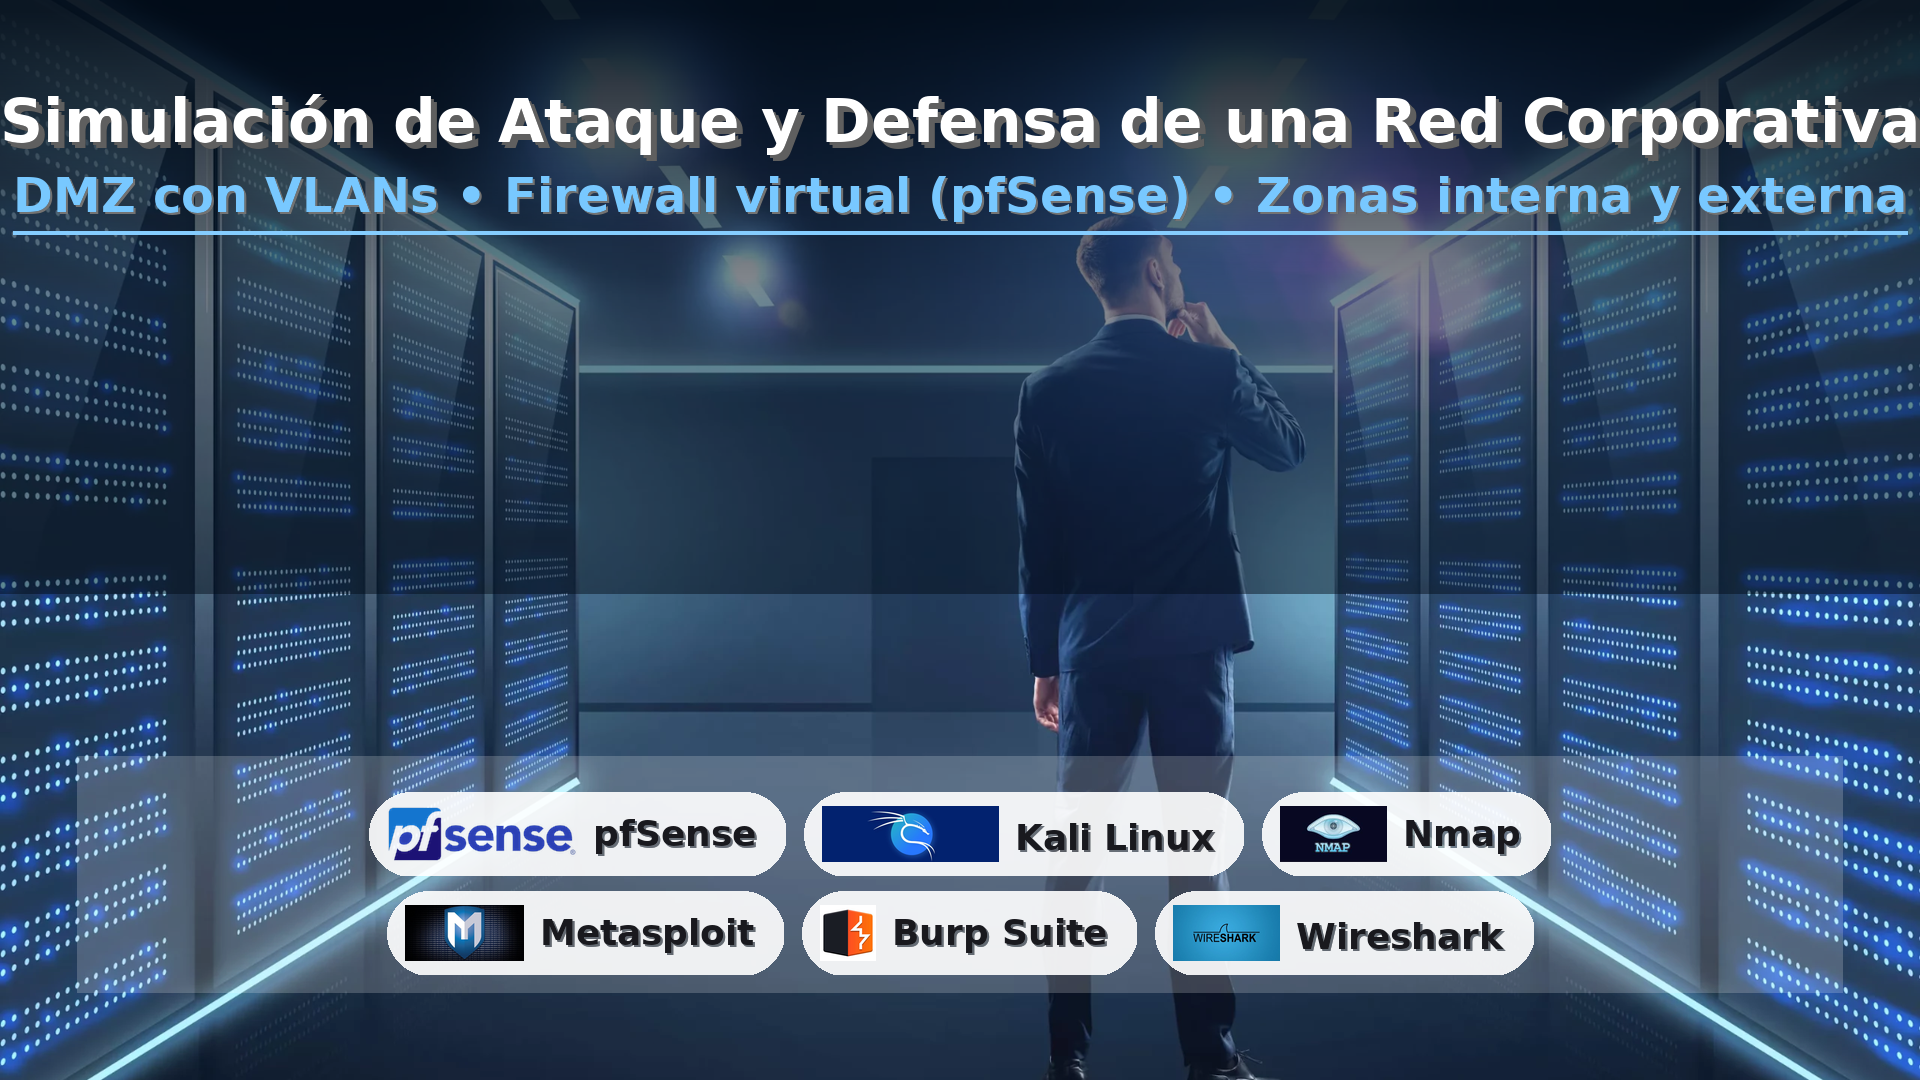 Simulación de Ataque y Defensa de una Red Corporativa
DMZ con VLANs • Firewall virtual (pfSense) • Zonas interna y externa
pfsense pfSense
Kali Linux
NMAP Nmap
M Metasploit
Burp Suite
WIRESHARK Wireshark